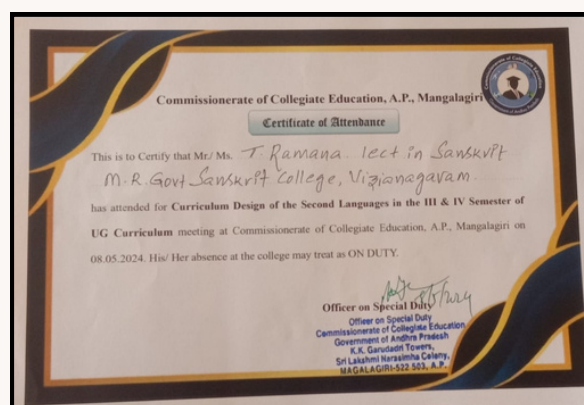 Commissionerate of Collegiate Education, A.P., Mangalagiri
Certificate of Attendance
This is to Certify that Mr./ Ms. T. Ramana. lect in Sanskrit
M.R. Govt Sanskrit College, Vizianagaram.
has attended for Curriculum Design of the Second Languages in the III & IV Semester of
UG Curriculum meeting at Commissionerate of Collegiate Education, A.P., Mangalagiri on
08.05.2024. His/ Her absence at the college may treat as ON DUTY.
Officer on Special Duty
Officer on Special Duty
Commissionerate of Collegiate Education
Government of Andhra Pradesh
K.K. Garudadri Towers,
Sri Lakshmi Narasimha Colony,
MAGALAGIRI-522 503, A.P.